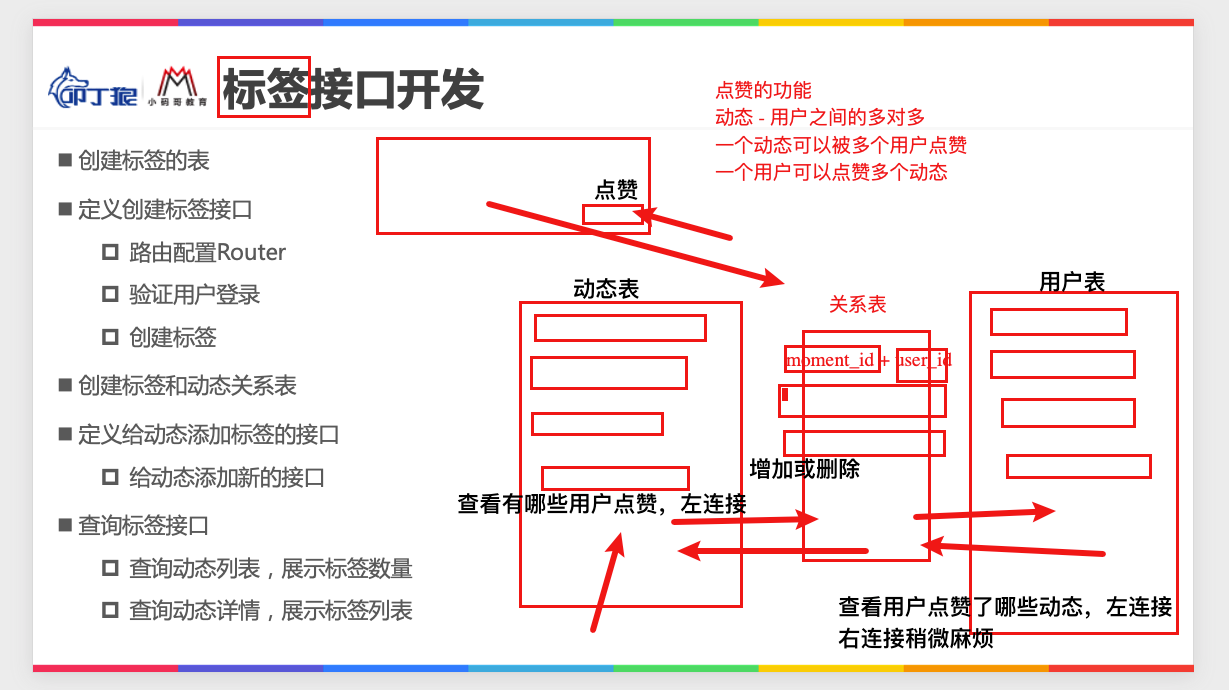 叩丁狼
小码哥教育
标签接口开发
点赞的功能
动态 - 用户之间的多对多
一个动态可以被多个用户点赞
一个用户可以点赞多个动态
创建标签的表
定义创建标签接口
路由配置Router
验证用户登录
创建标签
创建标签和动态关系表
定义给动态添加标签的接口
给动态添加新的接口
查询标签接口
查询动态列表，展示标签数量
查询动态详情，展示标签列表
点赞
动态表
关系表
用户表
moment_id + user_id
增加或删除
查看有哪些用户点赞，左连接
查看用户点赞了哪些动态，左连接
右连接稍微麻烦